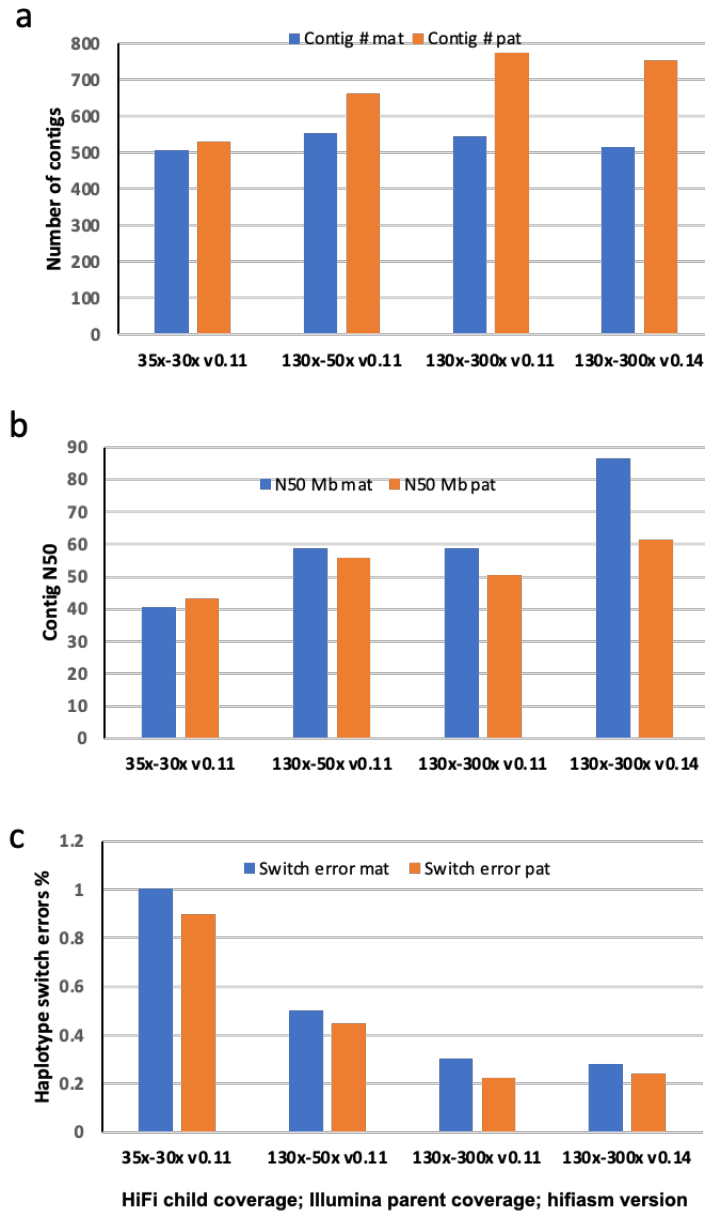 a
Contig # mat Contig # pat
800
700
600
500
400
300
200
100
0
Number of contigs
35x-30x v0.11 130x-50x v0.11 130x-300x v0.11 130x-300x v0.14
b
N50 Mb mat N50 Mb pat
90
80
70
60
50
40
30
20
10
0
Contig N50
35x-30x v0.11 130x-50x v0.11 130x-300x v0.11 130x-300x v0.14
c
Switch error mat Switch error pat
1.2
1
0.8
0.6
0.4
0.2
0
Haplotype switch errors %
35x-30x v0.11 130x-50x v0.11 130x-300x v0.11 130x-300x v0.14
HiFi child coverage; Illumina parent coverage; hifiasm version